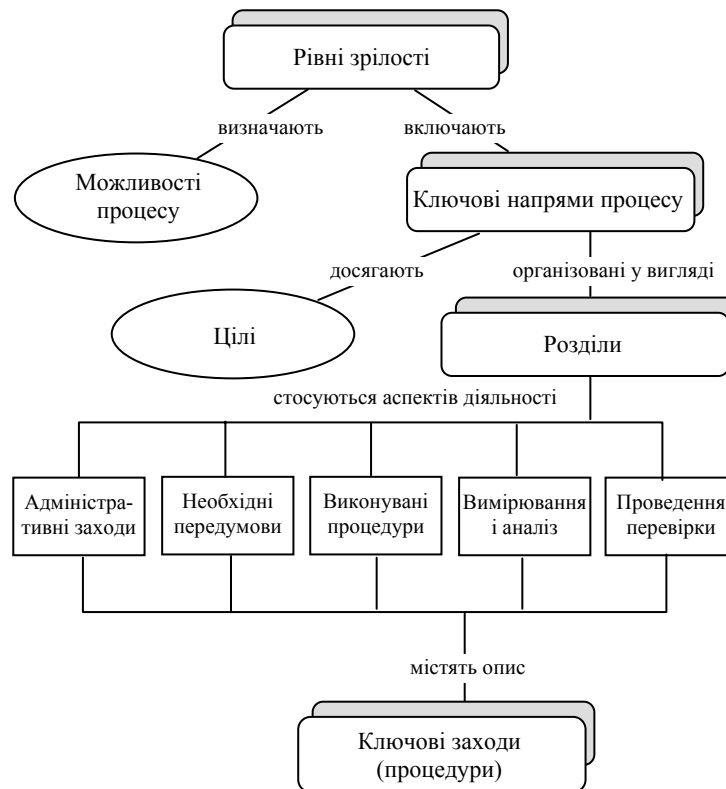 Рівні зрілості
визначають
включають
Можливості
процесу
Ключові напрями процесу
досягають
організовані у вигляді
Цілі
Розділи
стосуються аспектів діяльності
Адміністра-
тивні заходи
Необхідні
передумови
Виконувані
процедури
Вимірювання
і аналіз
Проведення
перевірки
містять опис
Ключові заходи
(процедури)